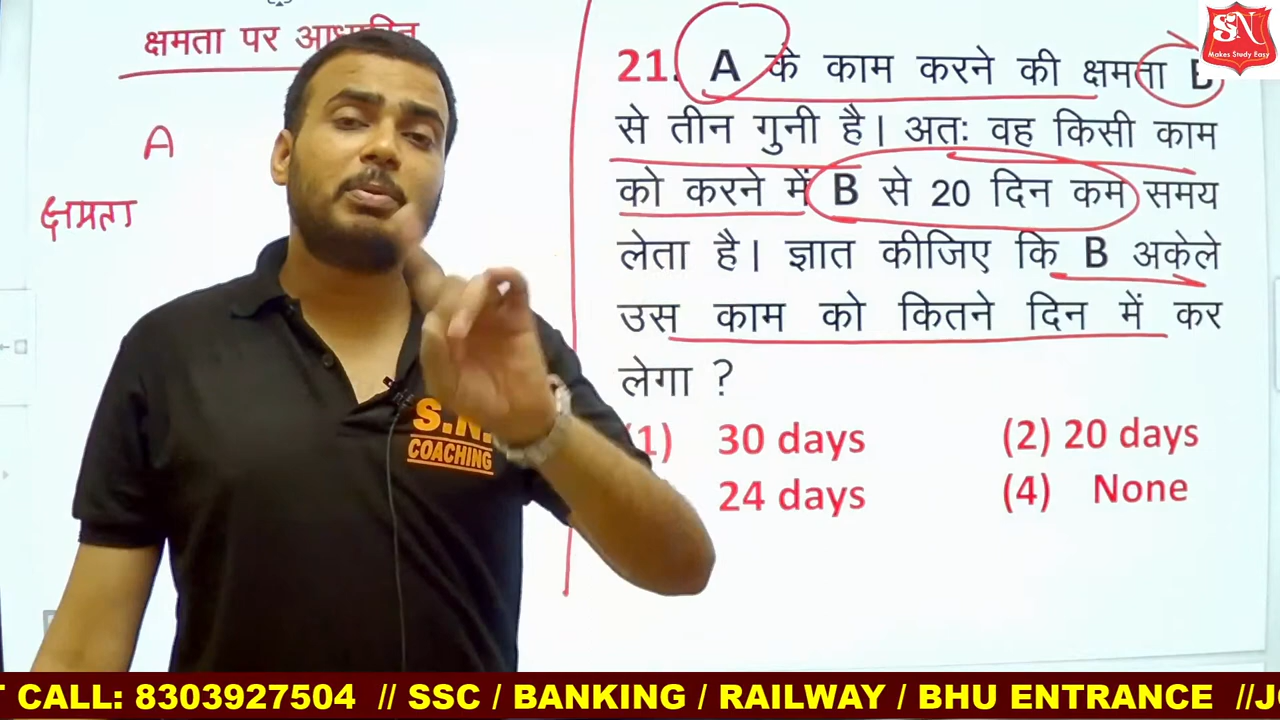 क्षमता पर आधारित
A
क्षमता
SN
Makes Study Easy
21. A के काम करने की क्षमता B
से तीन गुनी है। अतः वह किसी काम
को करने में B से 20 दिन कम समय
लेता है। ज्ञात कीजिए कि B अकेले
उस काम को कितने दिन में कर
लेगा ?
(1) 30 days (2) 20 days
24 days (4) None
S.N.
COACHING
T CALL: 8303927504 // SSC / BANKING / RAILWAY / BHU ENTRANCE //JS